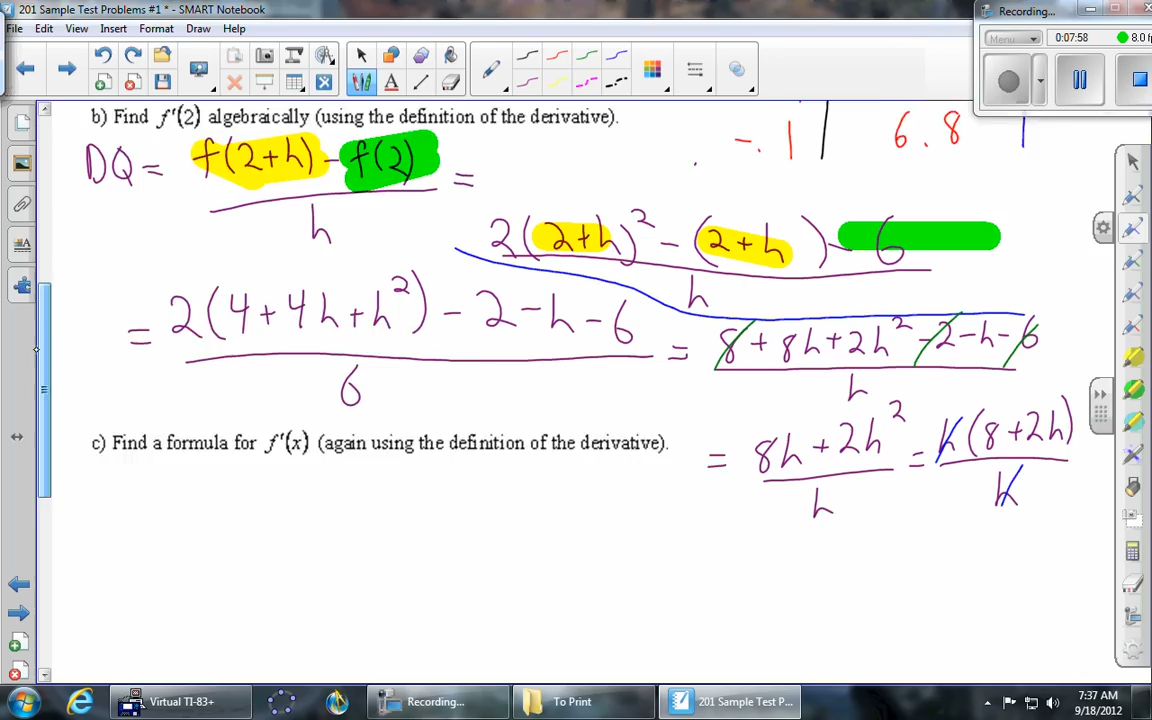 201 Sample Test Problems #1 * - SMART Notebook
Recording...
File Edit View Insert Format Draw Help
Menu
0:07:58
8.0
b) Find f'(2) algebraically (using the definition of the derivative).
-.1 | 6.8
DQ = f(2+h) - f(2) / h =
2(2+h)² - (2+h) - 6 / h
= 2(4+4h+h²) - 2 - h - 6 / 6
= 8 + 8h + 2h² - 2 - h - 6 / h
c) Find a formula for f'(x) (again using the definition of the derivative).
= 8h + 2h² / h = h(8+2h) / h
Virtual TI-83+
Recording...
To Print
201 Sample Test P...
7:37 AM
9/18/2012